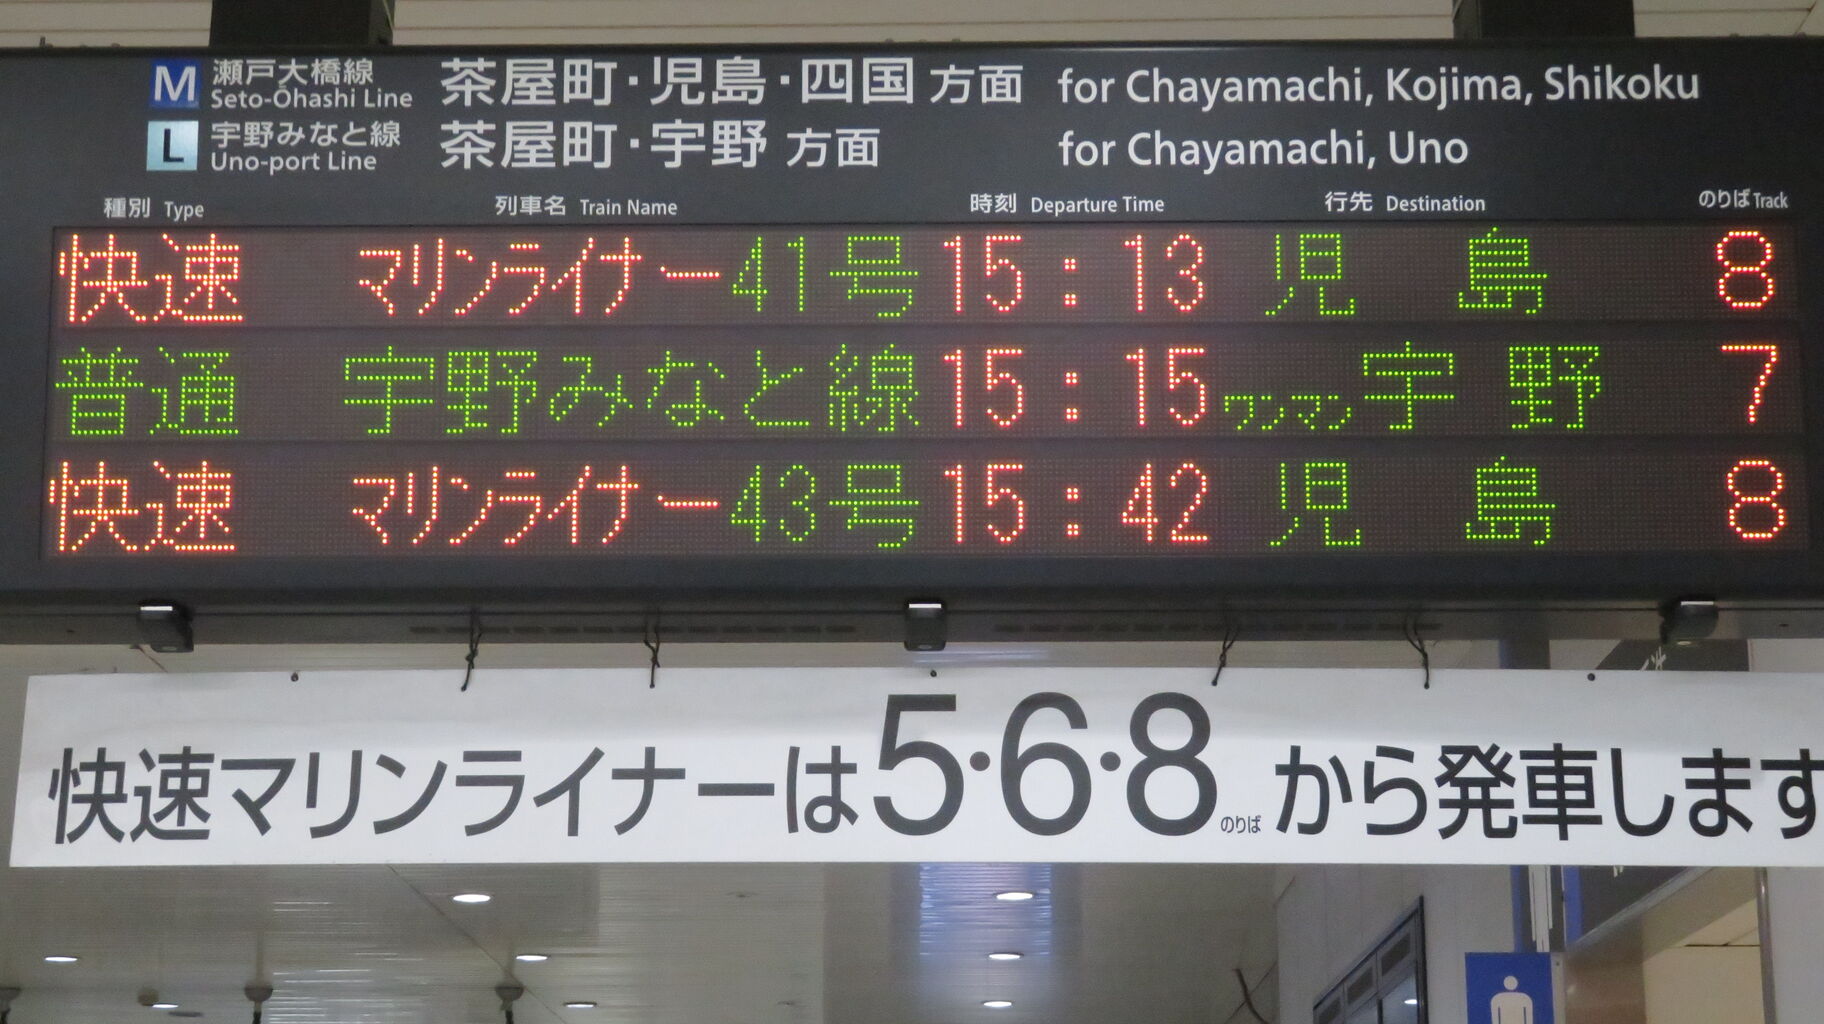 M 瀬戸大橋線 茶屋町・児島・四国 方面 for Chayamachi, Kojima, Shikoku
Seto-Ōhashi Line
L 宇野みなと線 茶屋町・宇野 方面 for Chayamachi, Uno
Uno-port Line
種別 Type 列車名 Train Name 時刻 Departure Time 行先 Destination のりば Track
快速 マリンライナー41号 15:13 児島 8
普通 宇野みなと線 15:15 ワンマン 宇野 7
快速 マリンライナー43号 15:42 児島 8
快速マリンライナーは5・6・8のりばから発車します